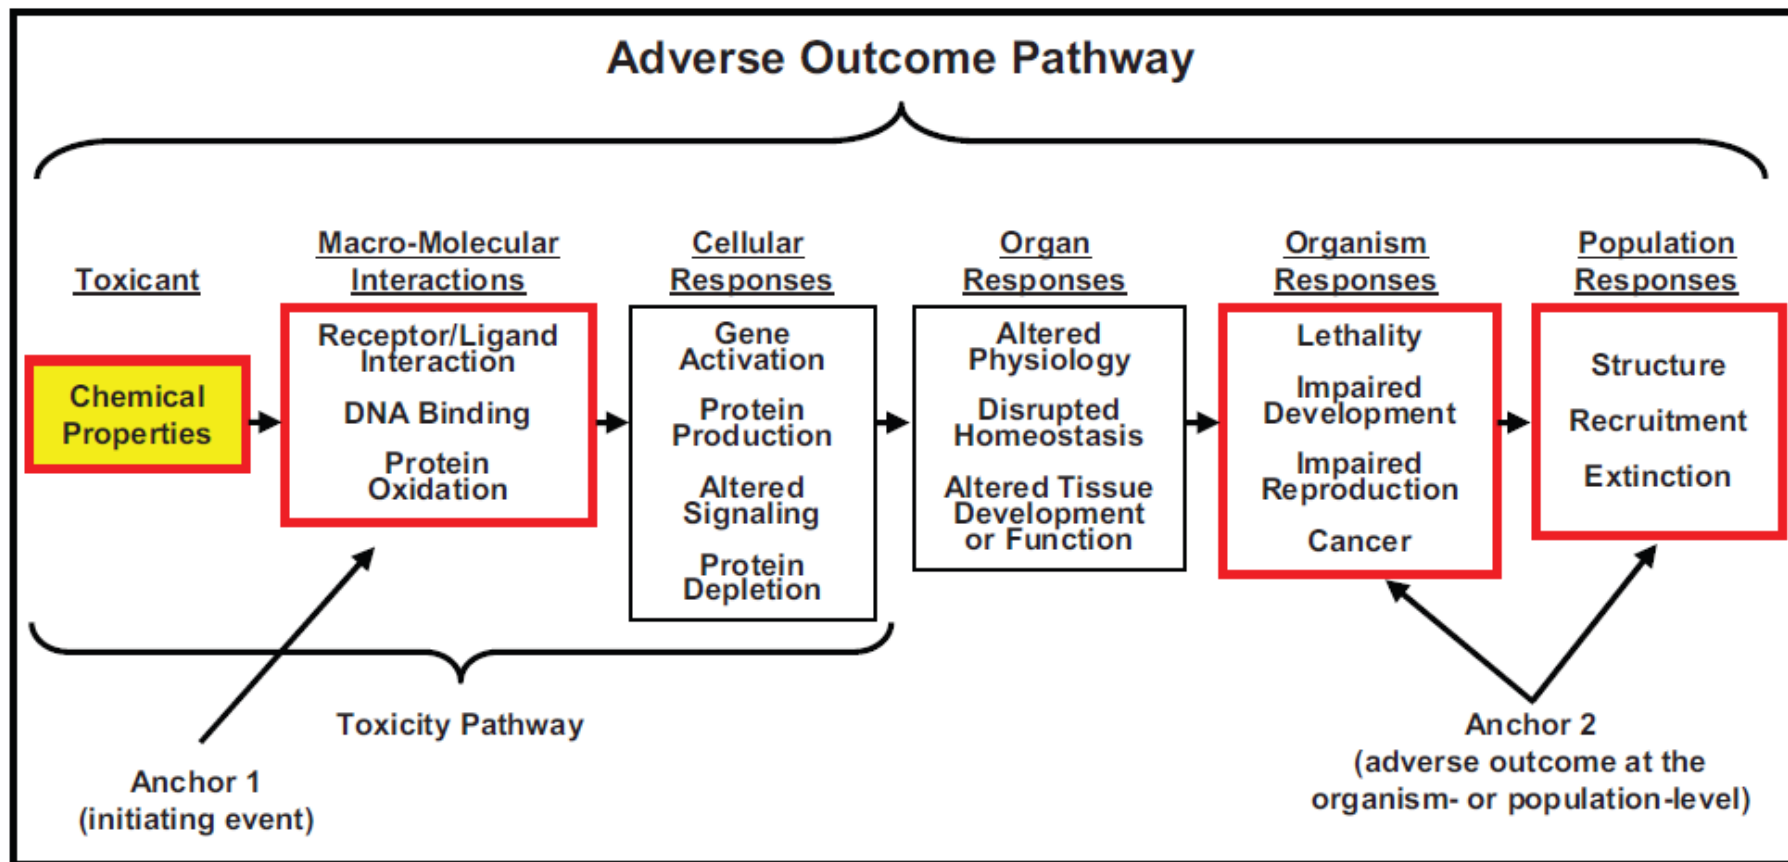 Adverse Outcome Pathway
Toxicant
Macro-Molecular
Interactions
Cellular
Responses
Organ
Responses
Organism
Responses
Population
Responses
Chemical
Properties
Receptor/Ligand
Interaction
DNA Binding
Protein
Oxidation
Gene
Activation
Protein
Production
Altered
Signaling
Protein
Depletion
Altered
Physiology
Disrupted
Homeostasis
Altered Tissue
Development
or Function
Lethality
Impaired
Development
Impaired
Reproduction
Cancer
Structure
Recruitment
Extinction
Toxicity Pathway
Anchor 1
(initiating event)
Anchor 2
(adverse outcome at the
organism- or population-level)